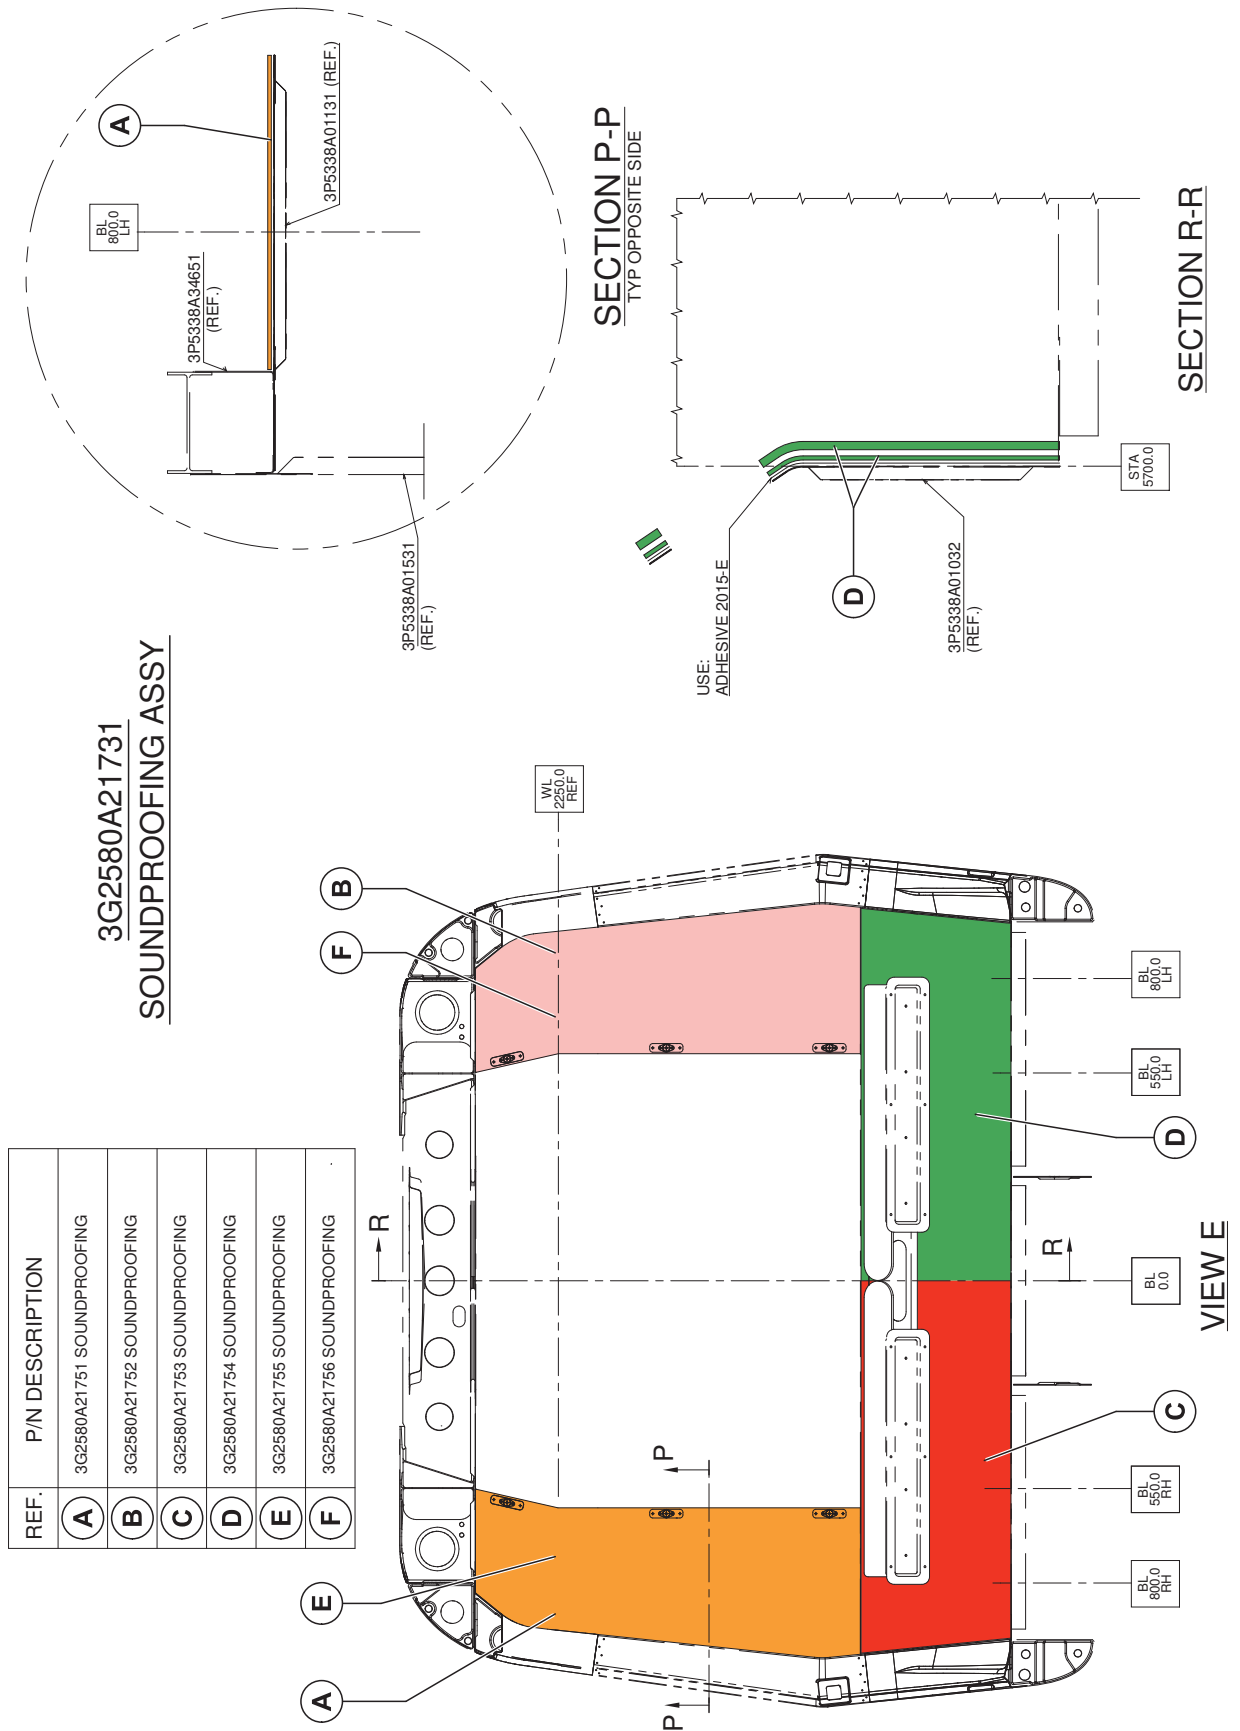 3G2580A21731
SOUNDPROOFING ASSY
REF.
P/N DESCRIPTION
A
3G2580A21751 SOUNDPROOFING
B
3G2580A21752 SOUNDPROOFING
C
3G2580A21753 SOUNDPROOFING
D
3G2580A21754 SOUNDPROOFING
E
3G2580A21755 SOUNDPROOFING
F
3G2580A21756 SOUNDPROOFING
A
BL
800.0
LH
3P5338A34651
(REF.)
3P5338A01131 (REF.)
3P5338A01531
(REF.)
SECTION P-P
TYP OPPOSITE SIDE
USE:
ADHESIVE 2015-E
D
3P5338A01032
(REF.)
STA
5700.0
SECTION R-R
A
E
F
B
WL
2250.0
REF
R
R
P
P
C
D
BL
800.0
RH
BL
550.0
RH
BL
0.0
BL
550.0
LH
BL
800.0
LH
VIEW E